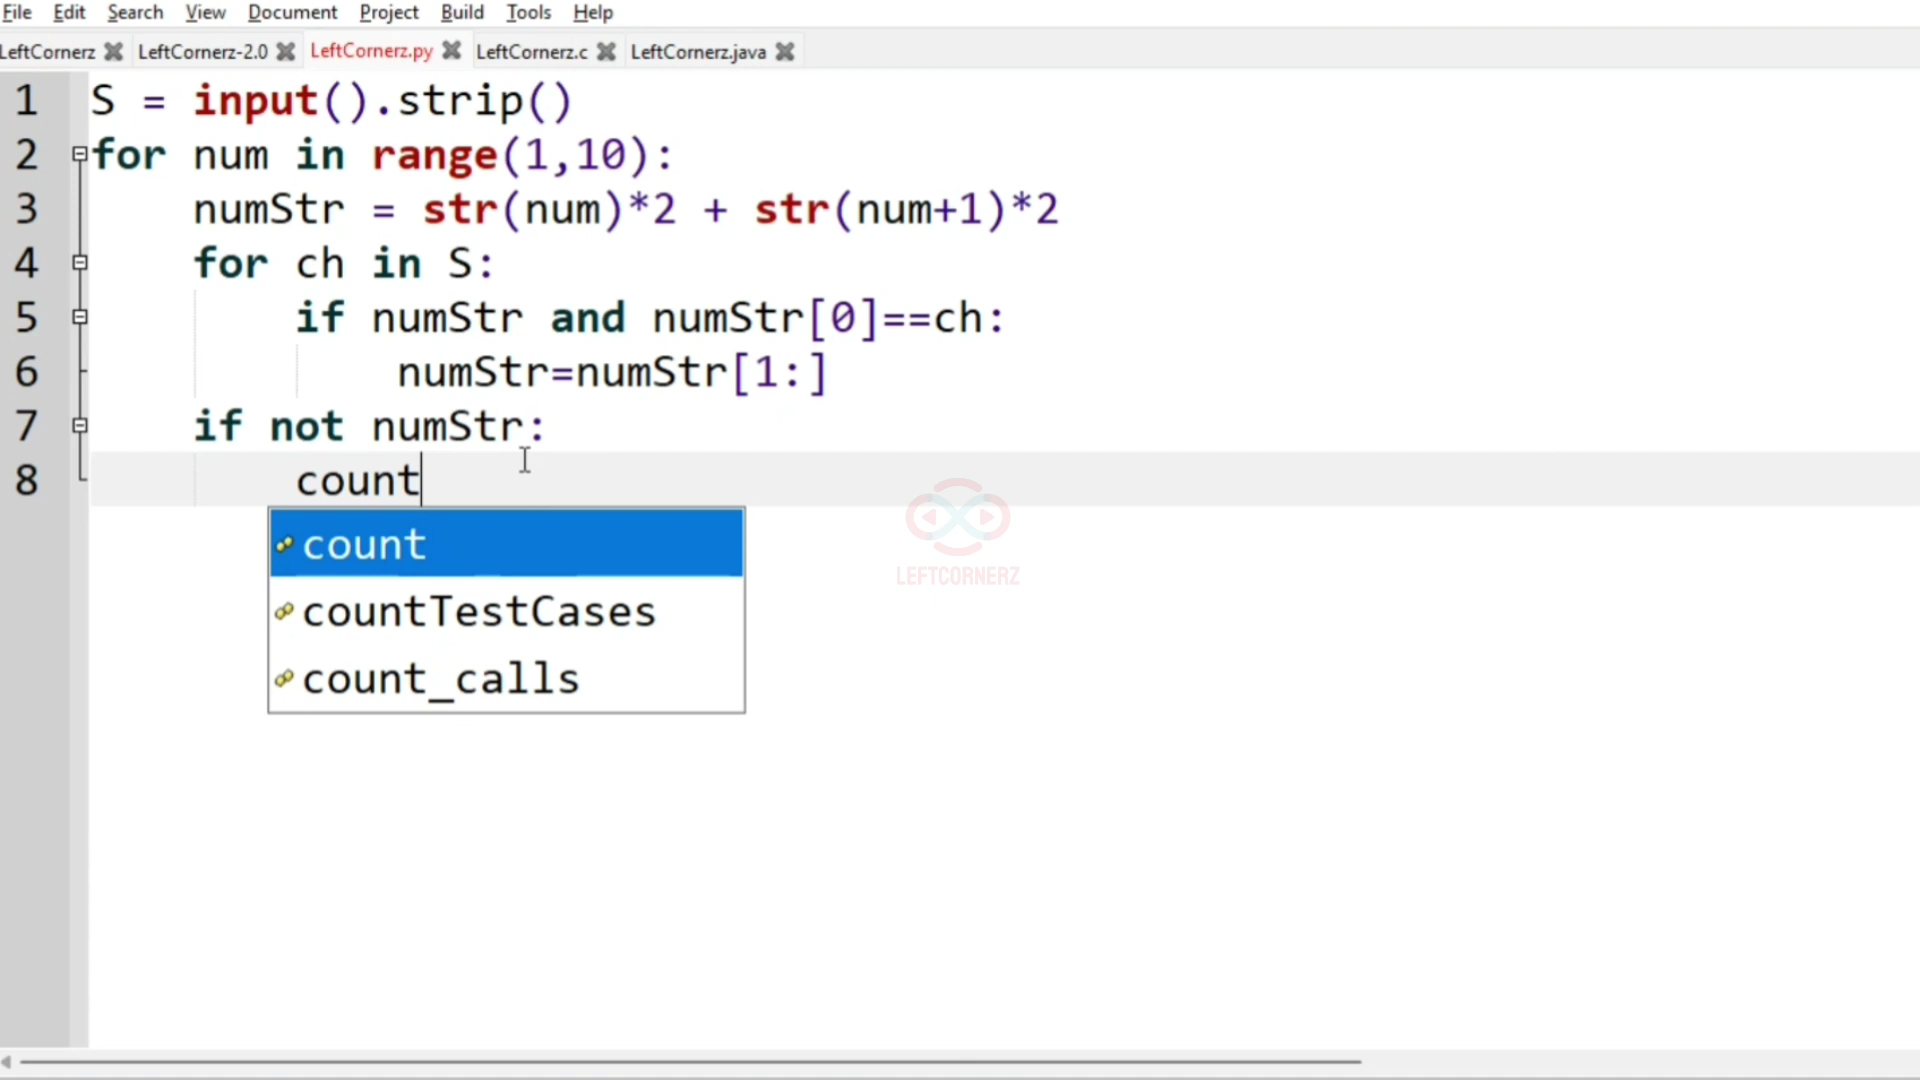 File Edit Search View Document Project Build Tools Help
LeftCornerz LeftCornerz-2.0 LeftCornerz.py LeftCornerz.c LeftCornerz.java
1 S = input().strip()
2 for num in range(1,10):
3 numStr = str(num)*2 + str(num+1)*2
4 for ch in S:
5 if numStr and numStr[0]==ch:
6 numStr=numStr[1:]
7 if not numStr:
8 count
count
countTestCases
count_calls
LEFTCORNERZ